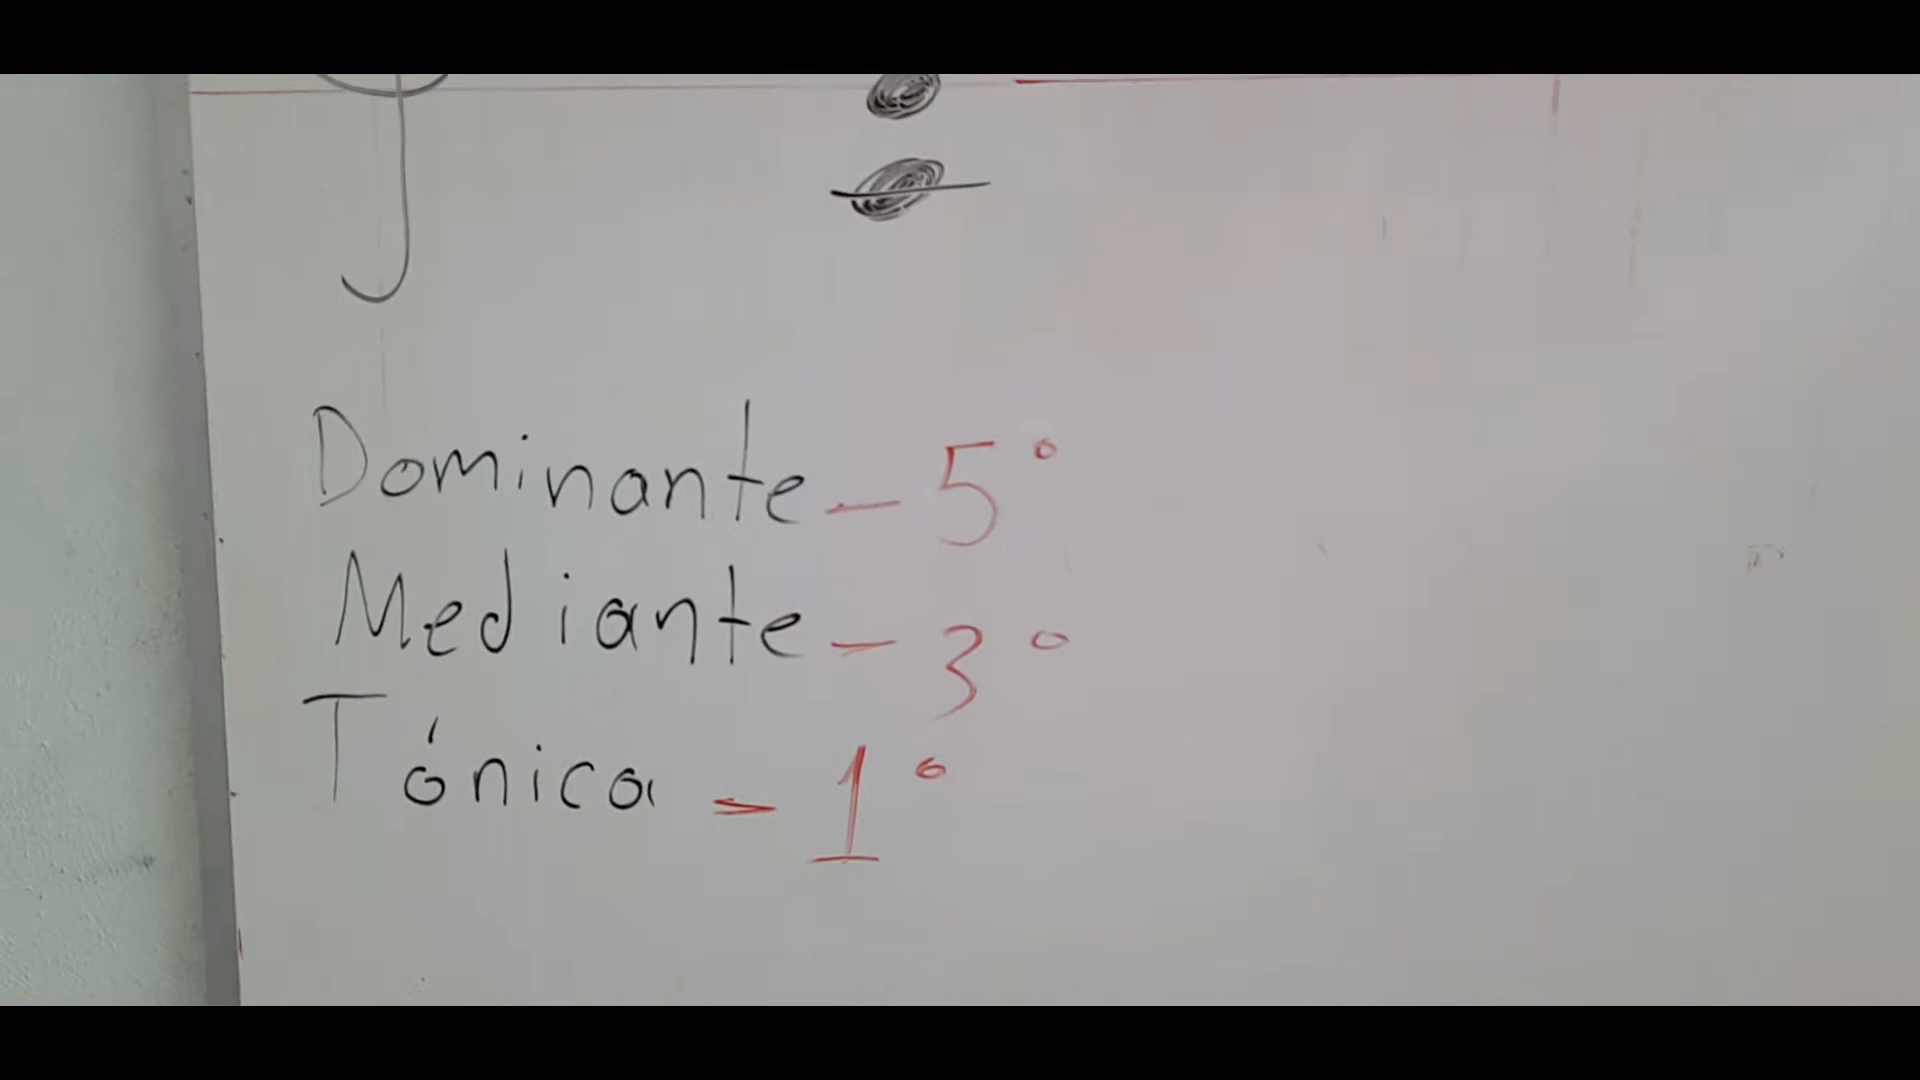 Dominante - 5°
Mediante - 3°
Tónica - 1°